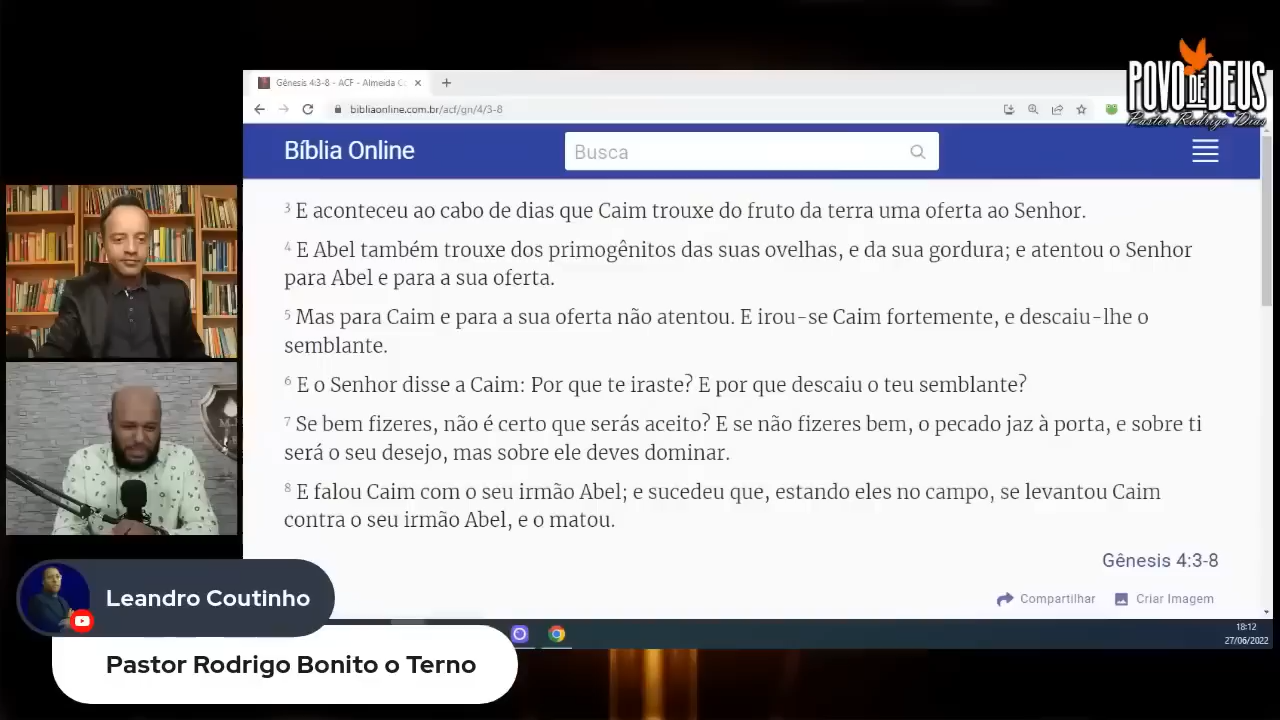 POVO DE DEUS
Pastor Rodrigo Dias
Gênesis 4:3-8 - ACF - Almeida Co
bibliaonline.com.br/acf/gn/4/3-8
Bíblia Online
Busca
3 E aconteceu ao cabo de dias que Caim trouxe do fruto da terra uma oferta ao Senhor.
4 E Abel também trouxe dos primogênitos das suas ovelhas, e da sua gordura; e atentou o Senhor
para Abel e para a sua oferta.
5 Mas para Caim e para a sua oferta não atentou. E irou-se Caim fortemente, e descaiu-lhe o
semblante.
6 E o Senhor disse a Caim: Por que te iraste? E por que descaiu o teu semblante?
7 Se bem fizeres, não é certo que serás aceito? E se não fizeres bem, o pecado jaz à porta, e sobre ti
será o seu desejo, mas sobre ele deves dominar.
8 E falou Caim com o seu irmão Abel; e sucedeu que, estando eles no campo, se levantou Caim
contra o seu irmão Abel, e o matou.
Gênesis 4:3-8
Compartilhar
Criar Imagem
18:12
27/06/2022
Leandro Coutinho
Pastor Rodrigo Bonito o Terno